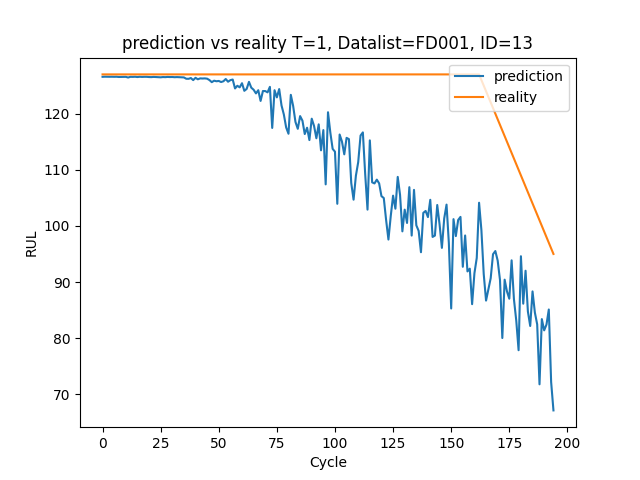 prediction vs reality T=1, Datalist=FD001, ID=13
prediction
reality
RUL
120
110
100
90
80
70
0 25 50 75 100 125 150 175 200
Cycle